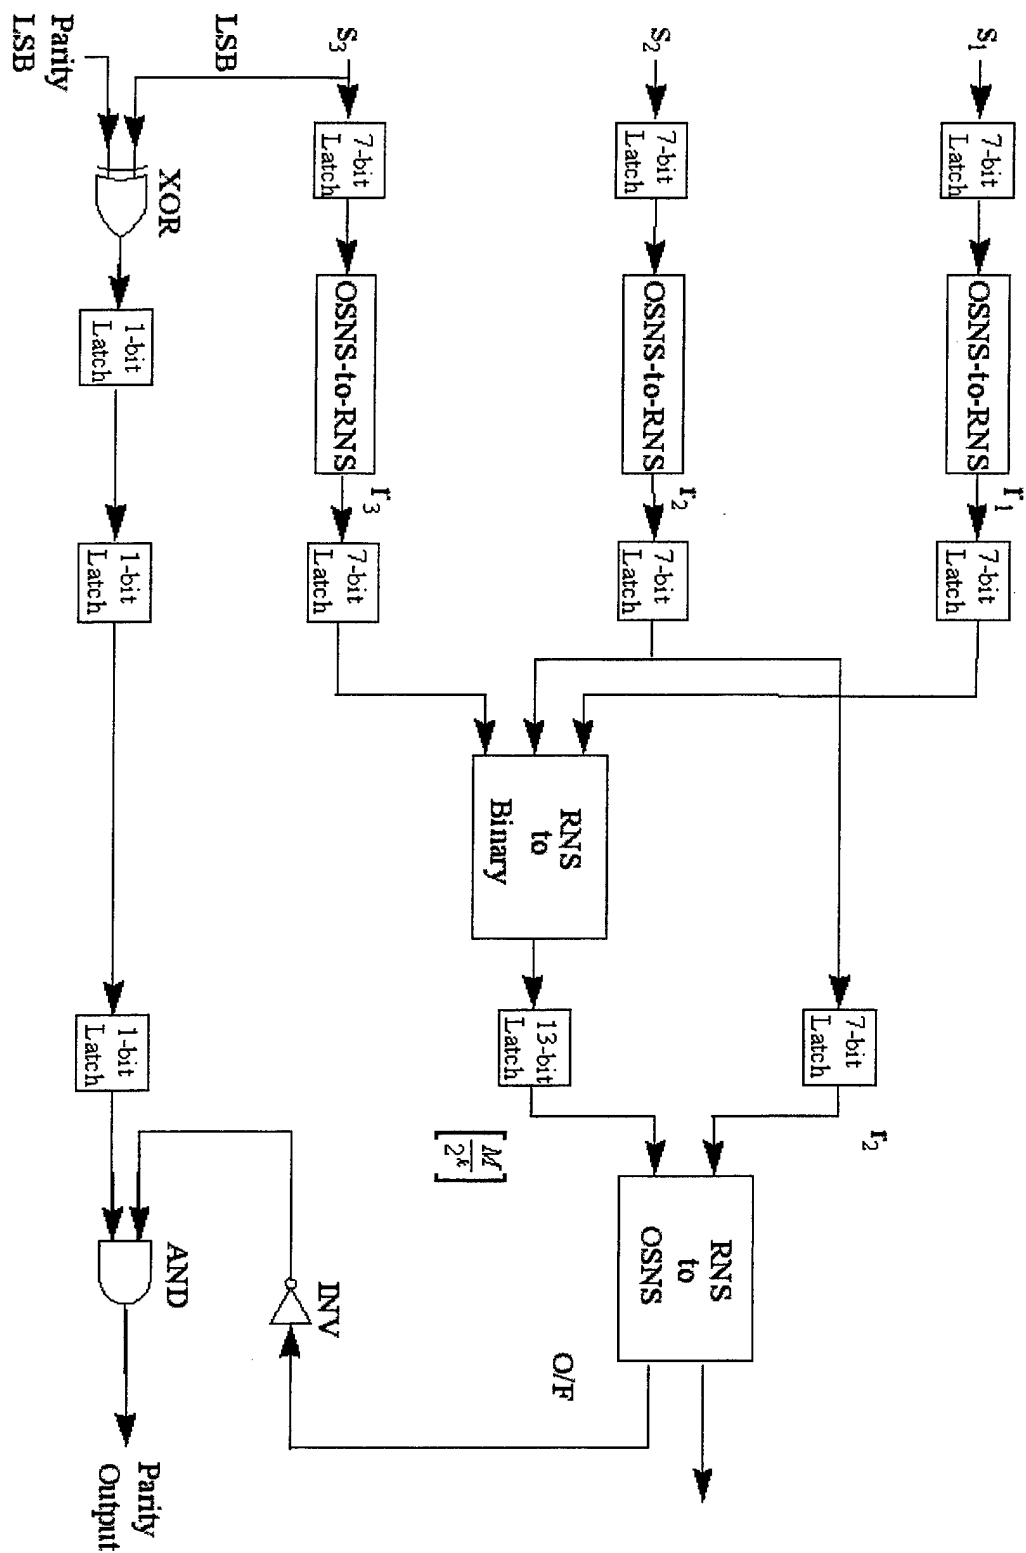 S1
7-bit
Latch
OSNS-to-RNS
r1
7-bit
Latch
S2
7-bit
Latch
OSNS-to-RNS
r2
7-bit
Latch
7-bit
Latch
r2
S3
7-bit
Latch
OSNS-to-RNS
r3
7-bit
Latch
RNS
to
Binary
13-bit
Latch
[M/2^k]
RNS
to
OSNS
O/F
INV
LSB
Parity
LSB
XOR
1-bit
Latch
1-bit
Latch
1-bit
Latch
AND
Parity
Output